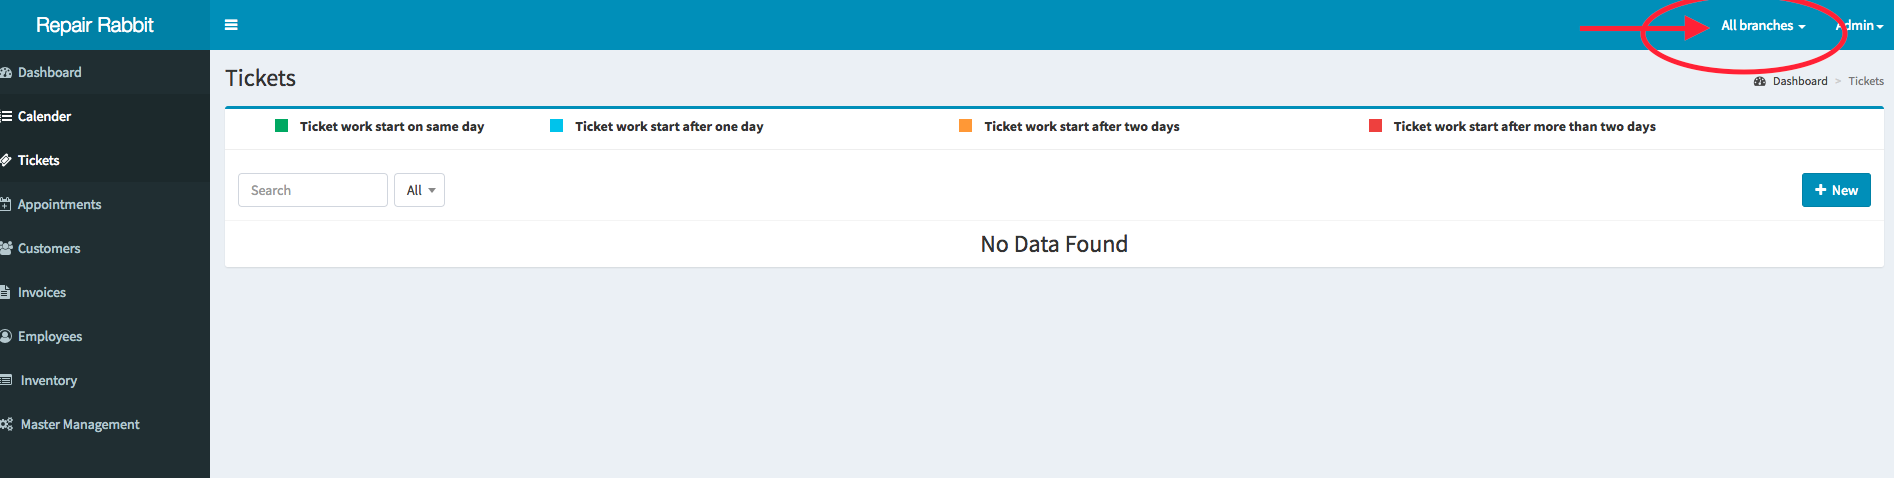 Repair Rabbit
All branches
Admin
Dashboard
Calender
Tickets
Appointments
Customers
Invoices
Employees
Inventory
Master Management
Tickets
Dashboard > Tickets
Ticket work start on same day
Ticket work start after one day
Ticket work start after two days
Ticket work start after more than two days
Search
All
+ New
No Data Found